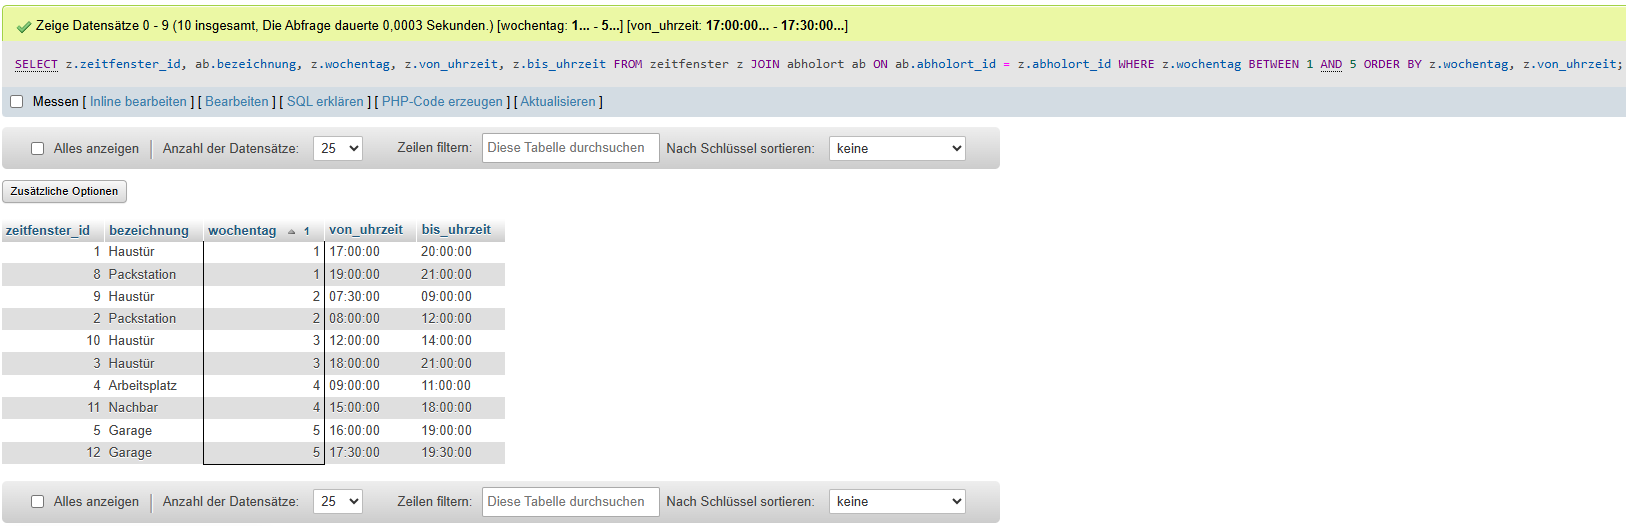 Zeige Datensätze 0 - 9 (10 insgesamt, Die Abfrage dauerte 0,0003 Sekunden.) [wochentag: 1... - 5...] [von_uhrzeit: 17:00:00... - 17:30:00...]
SELECT z.zeitfenster_id, ab.bezeichnung, z.wochentag, z.von_uhrzeit, z.bis_uhrzeit FROM zeitfenster z JOIN abholort ab ON ab.abholort_id = z.abholort_id WHERE z.wochentag BETWEEN 1 AND 5 ORDER BY z.wochentag, z.von_uhrzeit;
Messen [ Inline bearbeiten ] [ Bearbeiten ] [ SQL erklären ] [ PHP-Code erzeugen ] [ Aktualisieren ]
Alles anzeigen Anzahl der Datensätze: 25 Zeilen filtern: Diese Tabelle durchsuchen Nach Schlüssel sortieren: keine
Zusätzliche Optionen
zeitfenster_id bezeichnung wochentag 1 von_uhrzeit bis_uhrzeit
1 Haustür 1 17:00:00 20:00:00
8 Packstation 1 19:00:00 21:00:00
9 Haustür 2 07:30:00 09:00:00
2 Packstation 2 08:00:00 12:00:00
10 Haustür 3 12:00:00 14:00:00
3 Haustür 3 18:00:00 21:00:00
4 Arbeitsplatz 4 09:00:00 11:00:00
11 Nachbar 4 15:00:00 18:00:00
5 Garage 5 16:00:00 19:00:00
12 Garage 5 17:30:00 19:30:00
Alles anzeigen Anzahl der Datensätze: 25 Zeilen filtern: Diese Tabelle durchsuchen Nach Schlüssel sortieren: keine